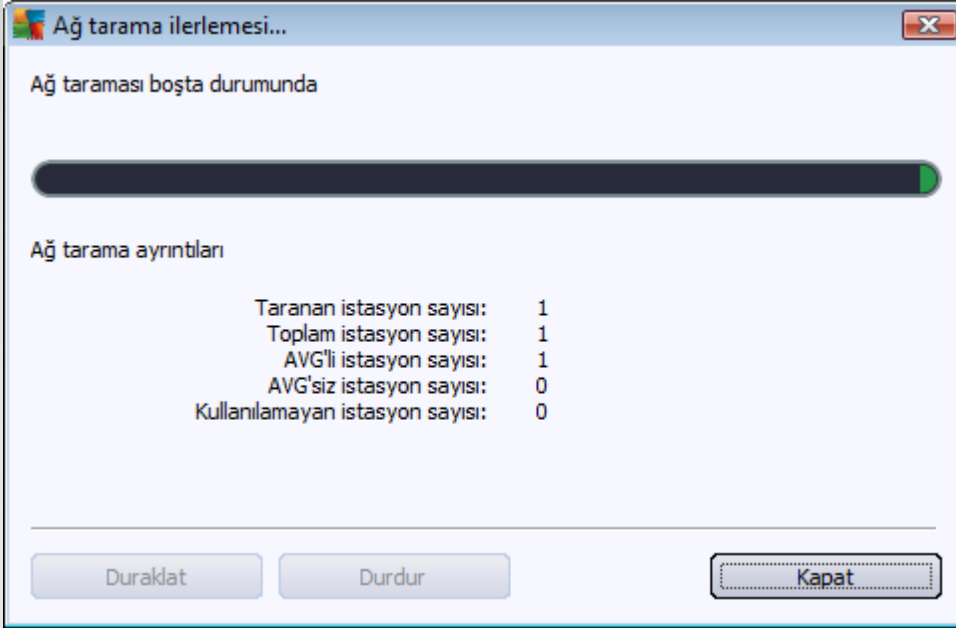 Ağ tarama ilerlemesi...
Ağ taraması boşta durumunda
Ağ tarama ayrıntıları
Taranan istasyon sayısı: 1
Toplam istasyon sayısı: 1
AVG'li istasyon sayısı: 1
AVG'siz istasyon sayısı: 0
Kullanılamayan istasyon sayısı: 0
Duraklat Durdur Kapat